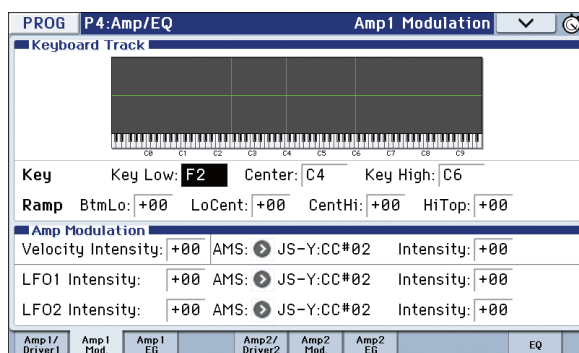 PROG P4:Amp/EQ Amp1 Modulation
Keyboard Track
C0 C1 C2 C3 C4 C5 C6 C7 C8 C9
Key Key Low: F2 Center: C4 Key High: C6
Ramp BtmLo: +00 LoCent: +00 CentHi: +00 HiTop: +00
Amp Modulation
Velocity Intensity: +00 AMS: JS-Y:CC#02 Intensity: +00
LFO1 Intensity: +00 AMS: JS-Y:CC#02 Intensity: +00
LFO2 Intensity: +00 AMS: JS-Y:CC#02 Intensity: +00
Amp1/ Amp1 Amp1 Amp2/ Amp2 Amp2 EQ
Driver1 Mod. EG Driver2 Mod. EG